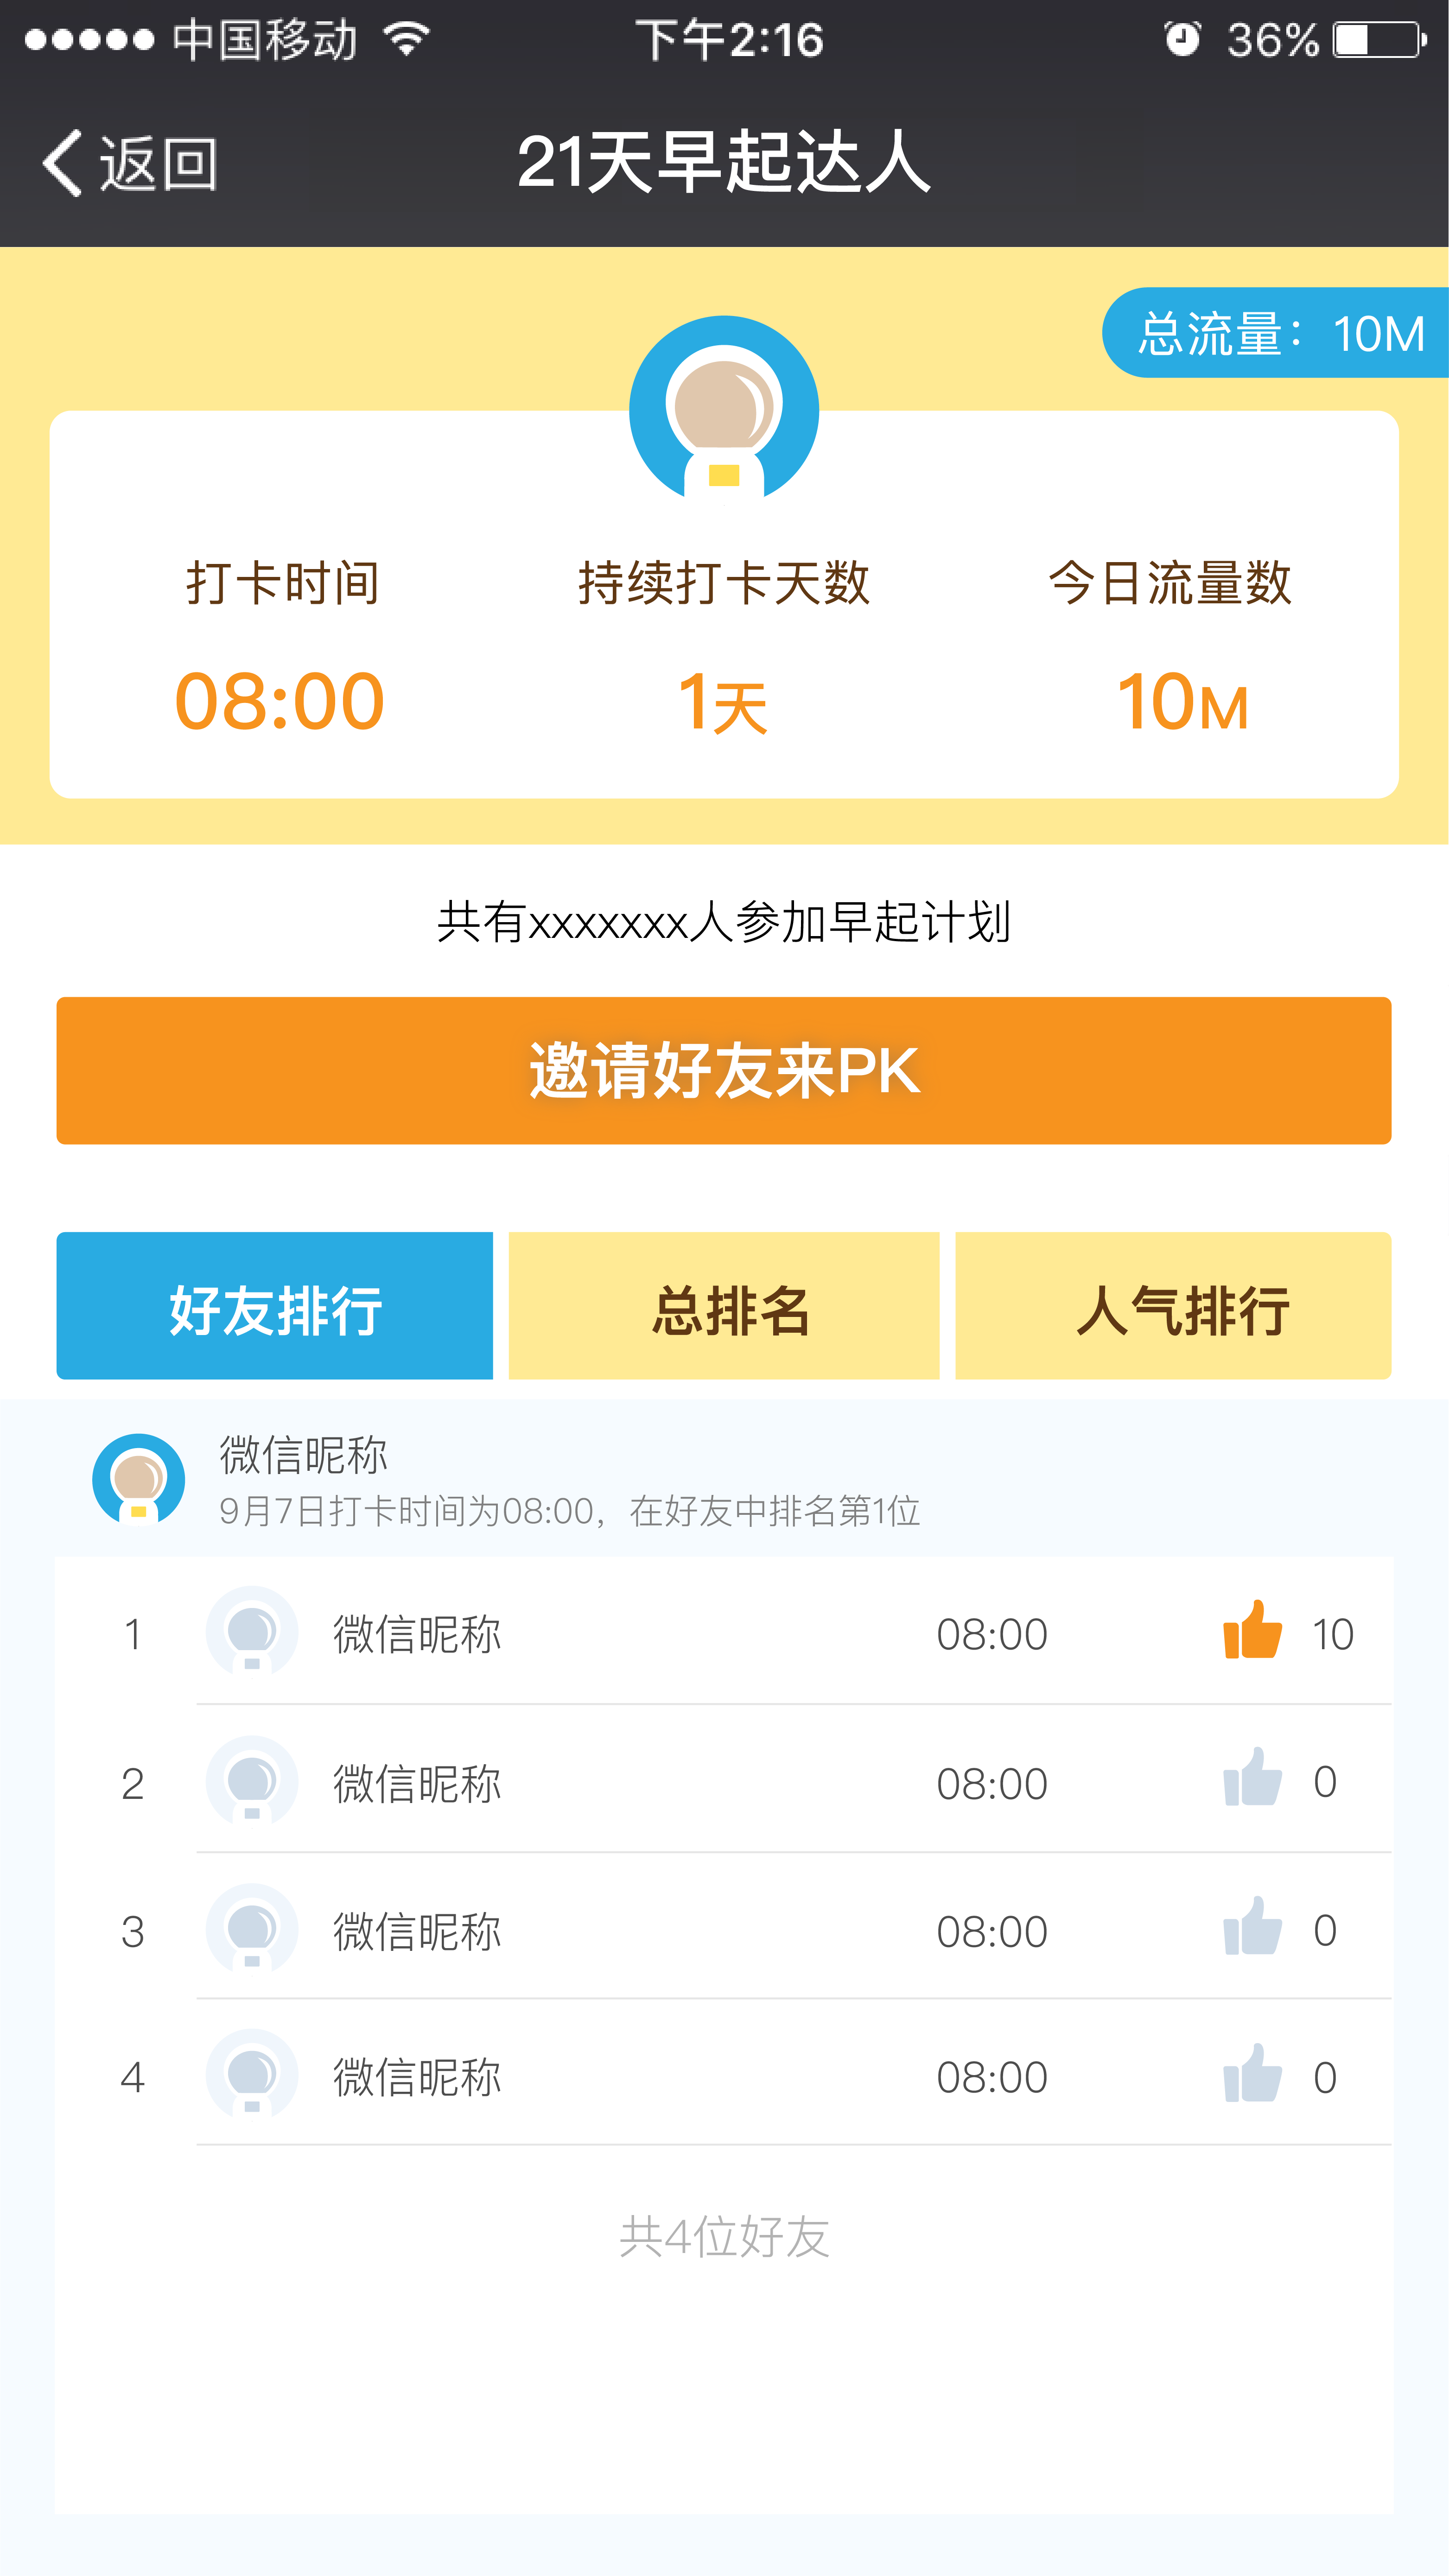 中国移动 下午2:16 36%
返回 21天早起达人
总流量：10M
打卡时间 持续打卡天数 今日流量数
08:00 1天 10M
共有xxxxxxx人参加早起计划
邀请好友来PK
好友排行 总排名 人气排行
微信昵称
9月7日打卡时间为08:00，在好友中排名第1位
1 微信昵称 08:00 10
2 微信昵称 08:00 0
3 微信昵称 08:00 0
4 微信昵称 08:00 0
共4位好友